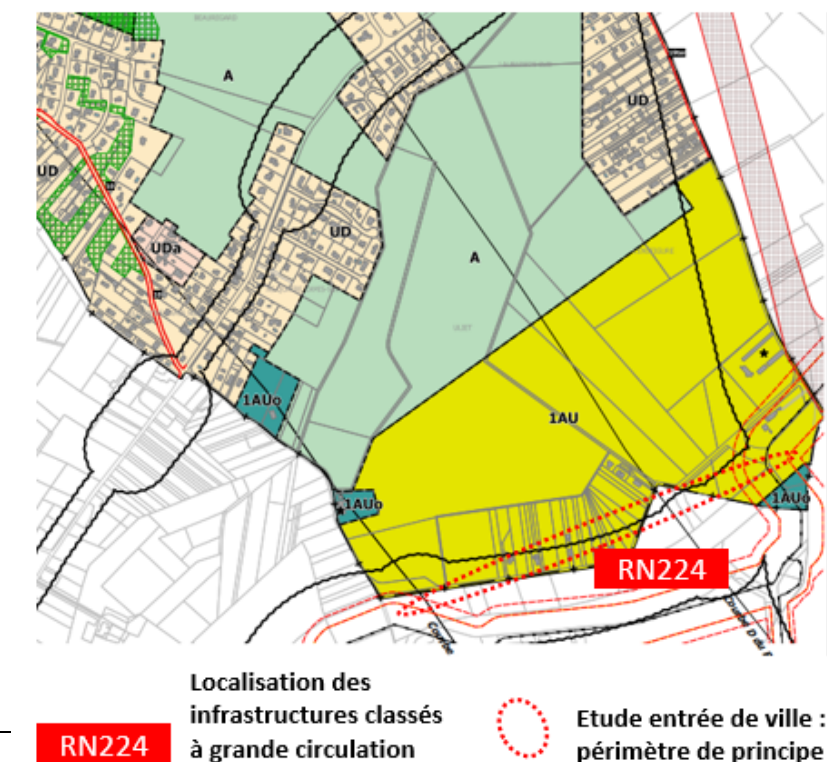 A
UD
UD
UDa
UD
A
1AUo
1AU
1AUo
1AUo
RN224
Courbe
Localisation des
infrastructures classés
RN224 à grande circulation
Etude entrée de ville :
périmètre de principe